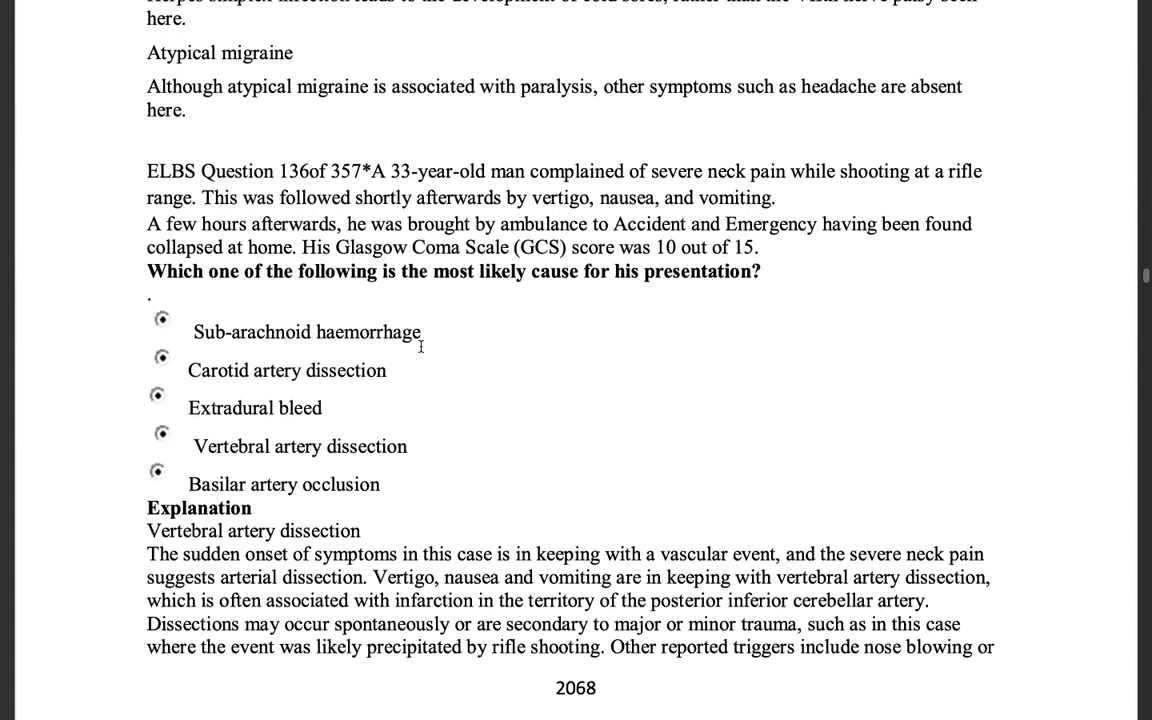 here.
Atypical migraine
Although atypical migraine is associated with paralysis, other symptoms such as headache are absent
here.
ELBS Question 136of 357*A 33-year-old man complained of severe neck pain while shooting at a rifle
range. This was followed shortly afterwards by vertigo, nausea, and vomiting.
A few hours afterwards, he was brought by ambulance to Accident and Emergency having been found
collapsed at home. His Glasgow Coma Scale (GCS) score was 10 out of 15.
Which one of the following is the most likely cause for his presentation?
.
Sub-arachnoid haemorrhage
Carotid artery dissection
Extradural bleed
Vertebral artery dissection
Basilar artery occlusion
Explanation
Vertebral artery dissection
The sudden onset of symptoms in this case is in keeping with a vascular event, and the severe neck pain
suggests arterial dissection. Vertigo, nausea and vomiting are in keeping with vertebral artery dissection,
which is often associated with infarction in the territory of the posterior inferior cerebellar artery.
Dissections may occur spontaneously or are secondary to major or minor trauma, such as in this case
where the event was likely precipitated by rifle shooting. Other reported triggers include nose blowing or
2068